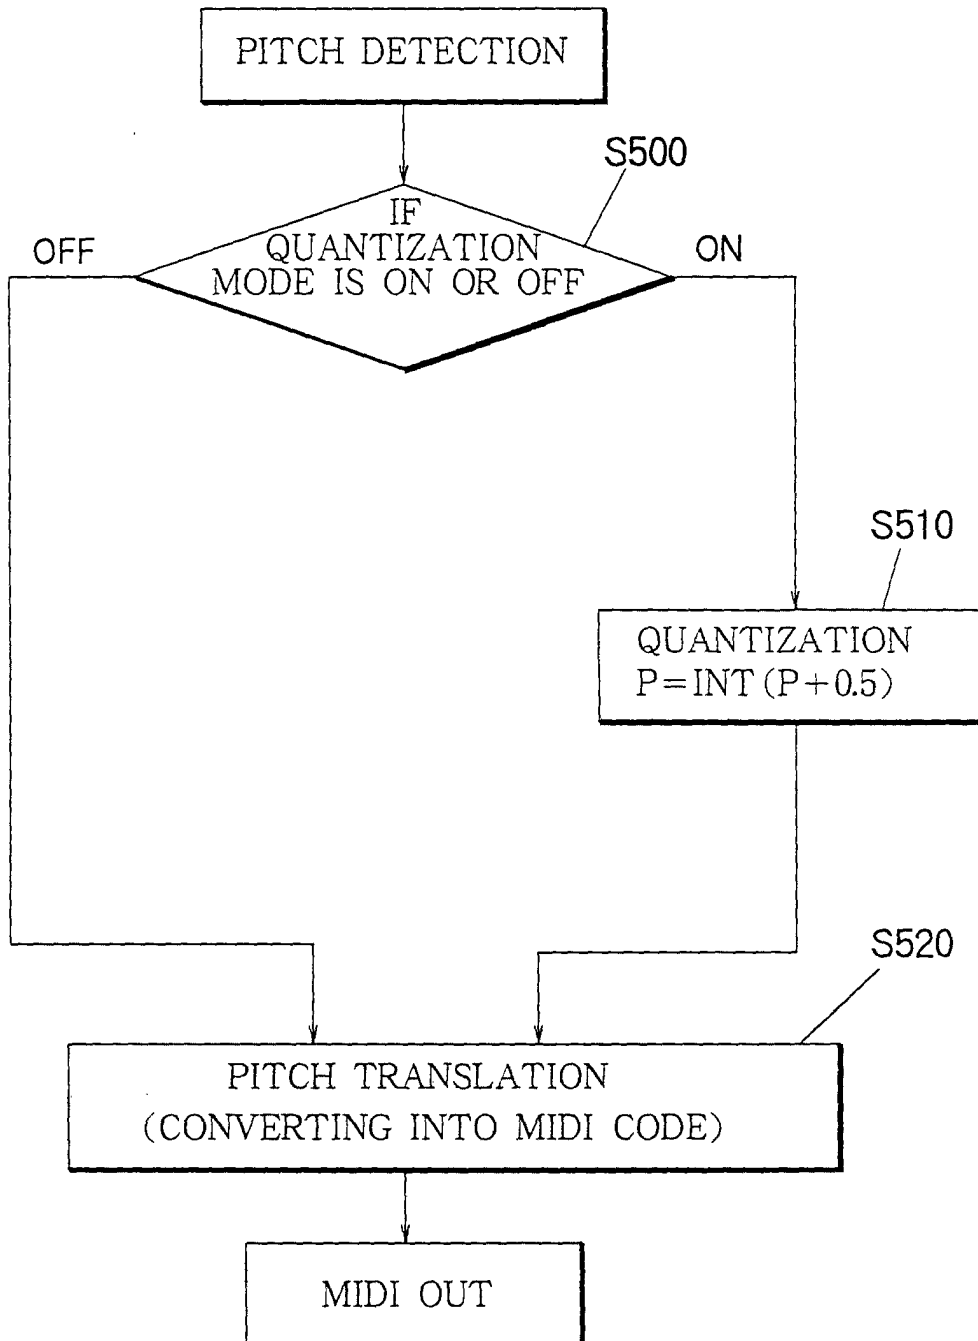 PITCH DETECTION
S500
IF
QUANTIZATION
MODE IS ON OR OFF
OFF
ON
S510
QUANTIZATION
P=INT(P+0.5)
S520
PITCH TRANSLATION
(CONVERTING INTO MIDI CODE)
MIDI OUT